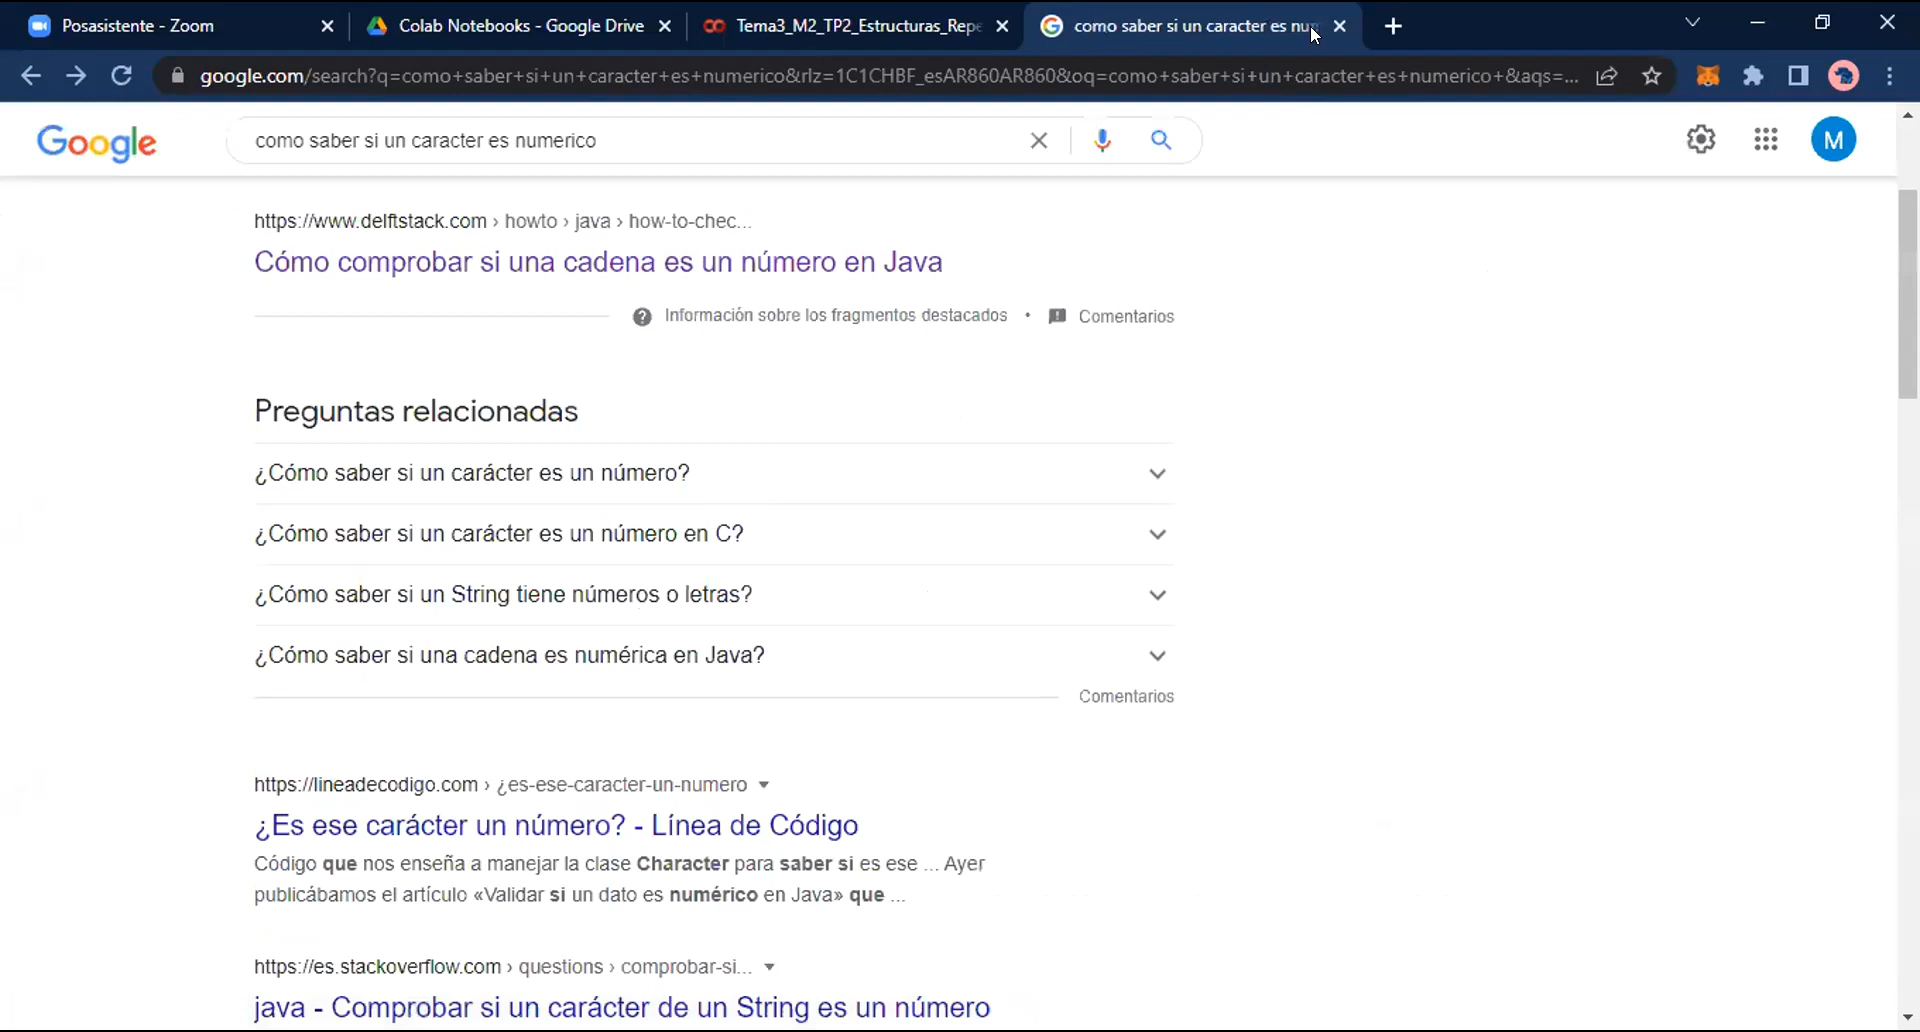 Posasistente - Zoom
Colab Notebooks - Google Drive
Tema3_M2_TP2_Estructuras_Repe
como saber si un caracter es nu
google.com/search?q=como+saber+si+un+caracter+es+numerico&rlz=1C1CHBF_esAR860AR860&oq=como+saber+si+un+caracter+es+numerico+&aqs=...
Google
como saber si un caracter es numerico
M
https://www.delftstack.com › howto › java › how-to-chec...
Cómo comprobar si una cadena es un número en Java
Información sobre los fragmentos destacados • Comentarios
Preguntas relacionadas
¿Cómo saber si un carácter es un número?
¿Cómo saber si un carácter es un número en C?
¿Cómo saber si un String tiene números o letras?
¿Cómo saber si una cadena es numérica en Java?
Comentarios
https://lineadecodigo.com › ¿es-ese-caracter-un-numero
¿Es ese carácter un número? - Línea de Código
Código que nos enseña a manejar la clase Character para saber si es ese ... Ayer
publicábamos el artículo «Validar si un dato es numérico en Java» que ...
https://es.stackoverflow.com › questions › comprobar-si...
java - Comprobar si un carácter de un String es un número